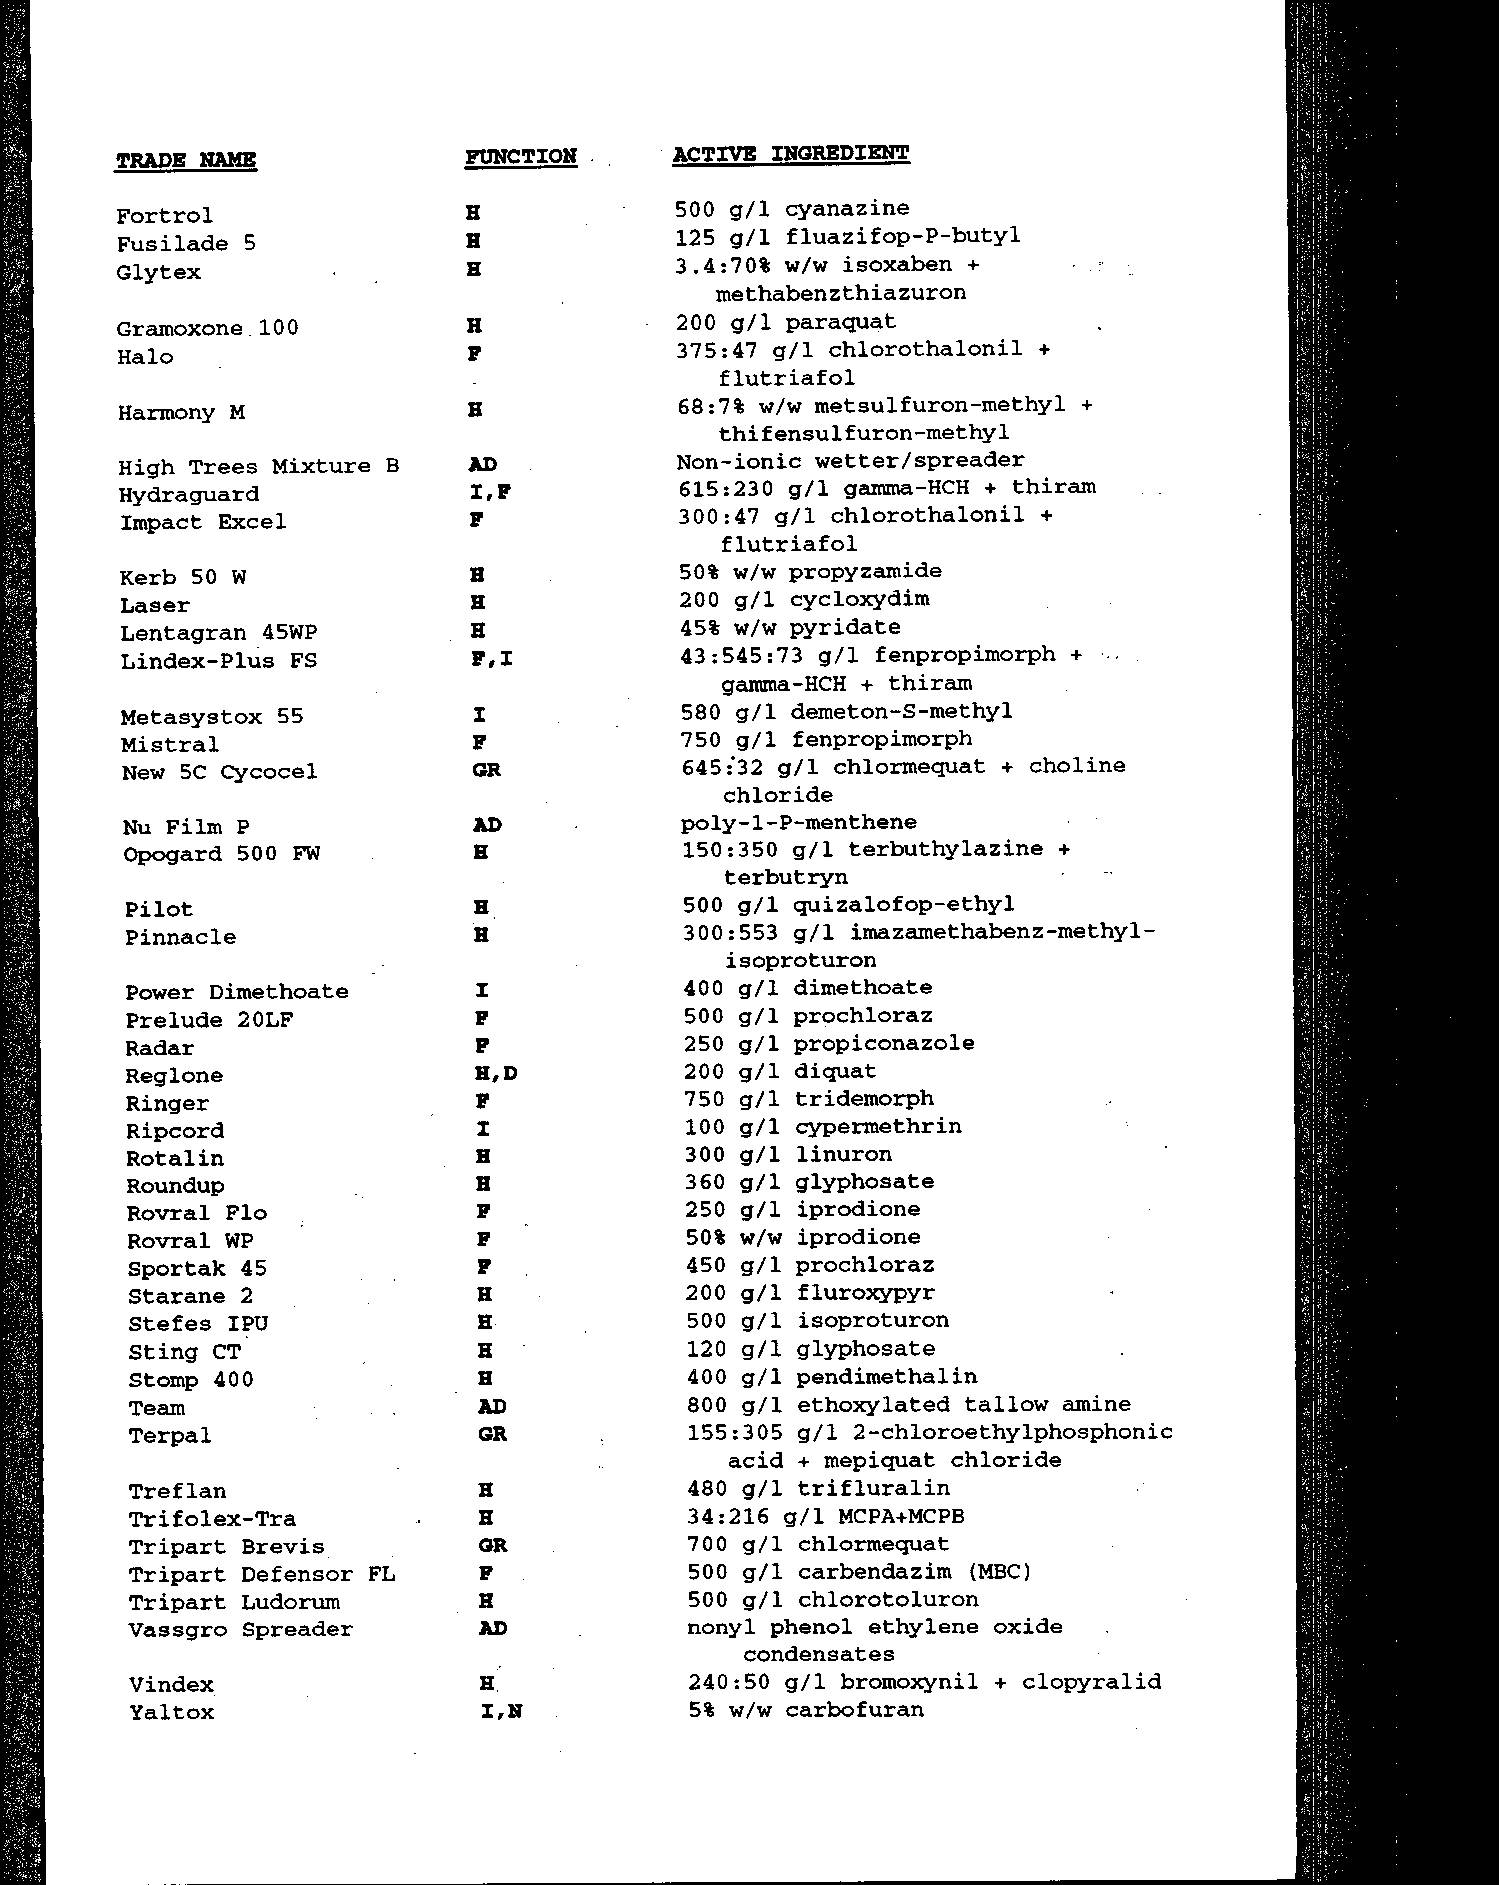 TRADE NAME FUNCTION ACTIVE INGREDIENT
Fortrol H 500 g/l cyanazine
Fusilade 5 H 125 g/l fluazifop-P-butyl
Glytex H 3.4:70% w/w isoxaben +
methabenzthiazuron
Gramoxone 100 H 200 g/l paraquat
Halo F 375:47 g/l chlorothalonil +
flutriafol
Harmony M H 68:7% w/w metsulfuron-methyl +
thifensulfuron-methyl
High Trees Mixture B AD Non-ionic wetter/spreader
Hydraguard I,F 615:230 g/l gamma-HCH + thiram
Impact Excel F 300:47 g/l chlorothalonil +
flutriafol
Kerb 50 W H 50% w/w propyzamide
Laser H 200 g/l cycloxydim
Lentagran 45WP H 45% w/w pyridate
Lindex-Plus FS F,I 43:545:73 g/l fenpropimorph +
gamma-HCH + thiram
Metasystox 55 I 580 g/l demeton-S-methyl
Mistral F 750 g/l fenpropimorph
New 5C Cycocel GR 645:32 g/l chlormequat + choline
chloride
Nu Film P AD poly-1-P-menthene
Opogard 500 FW H 150:350 g/l terbuthylazine +
terbutryn
Pilot H 500 g/l quizalofop-ethyl
Pinnacle H 300:553 g/l imazamethabenz-methyl-
isoproturon
Power Dimethoate I 400 g/l dimethoate
Prelude 20LF F 500 g/l prochloraz
Radar F 250 g/l propiconazole
Reglone H,D 200 g/l diquat
Ringer F 750 g/l tridemorph
Ripcord I 100 g/l cypermethrin
Rotalin H 300 g/l linuron
Roundup H 360 g/l glyphosate
Rovral Flo F 250 g/l iprodione
Rovral WP F 50% w/w iprodione
Sportak 45 F 450 g/l prochloraz
Starane 2 H 200 g/l fluroxypyr
Stefes IPU H 500 g/l isoproturon
Sting CT H 120 g/l glyphosate
Stomp 400 H 400 g/l pendimethalin
Team AD 800 g/l ethoxylated tallow amine
Terpal GR 155:305 g/l 2-chloroethylphosphonic
acid + mepiquat chloride
Treflan H 480 g/l trifluralin
Trifolex-Tra H 34:216 g/l MCPA+MCPB
Tripart Brevis GR 700 g/l chlormequat
Tripart Defensor FL F 500 g/l carbendazim (MBC)
Tripart Ludorum H 500 g/l chlorotoluron
Vassgro Spreader AD nonyl phenol ethylene oxide
condensates
Vindex H 240:50 g/l bromoxynil + clopyralid
Yaltox I,N 5% w/w carbofuran